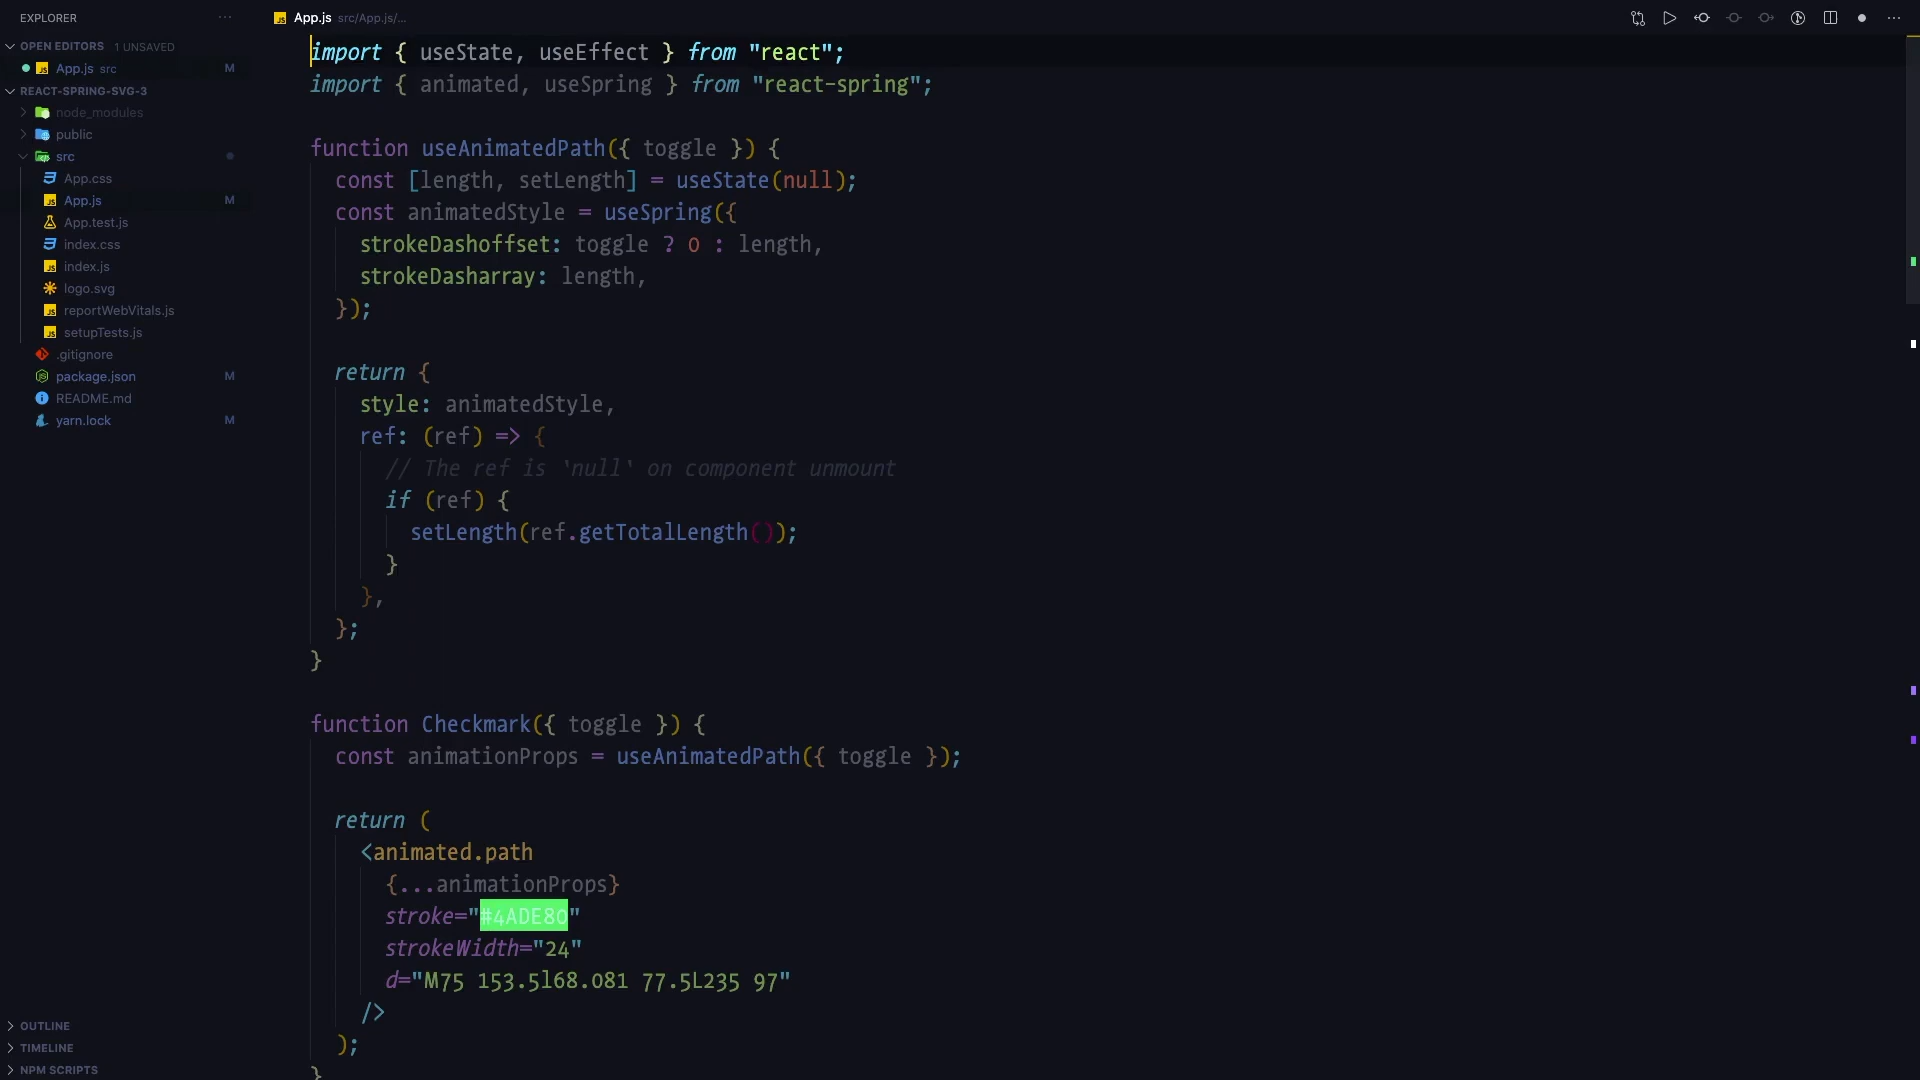 EXPLORER
OPEN EDITORS 1 UNSAVED
App.js src M
REACT-SPRING-SVG-3
node_modules
public
src
App.css
App.js M
App.test.js
index.css
index.js
logo.svg
reportWebVitals.js
setupTests.js
.gitignore
package.json M
README.md
yarn.lock M
OUTLINE
TIMELINE
NPM SCRIPTS
App.js src/App.js/...
import { useState, useEffect } from "react";
import { animated, useSpring } from "react-spring";
function useAnimatedPath({ toggle }) {
const [length, setLength] = useState(null);
const animatedStyle = useSpring({
strokeDashoffset: toggle ? 0 : length,
strokeDasharray: length,
});
return {
style: animatedStyle,
ref: (ref) => {
// The ref is `null` on component unmount
if (ref) {
setLength(ref.getTotalLength());
}
},
};
}
function Checkmark({ toggle }) {
const animationProps = useAnimatedPath({ toggle });
return (
<animated.path
{...animationProps}
stroke="#4ADE80"
strokeWidth="24"
d="M75 153.5l68.081 77.5L235 97"
/>
);
}